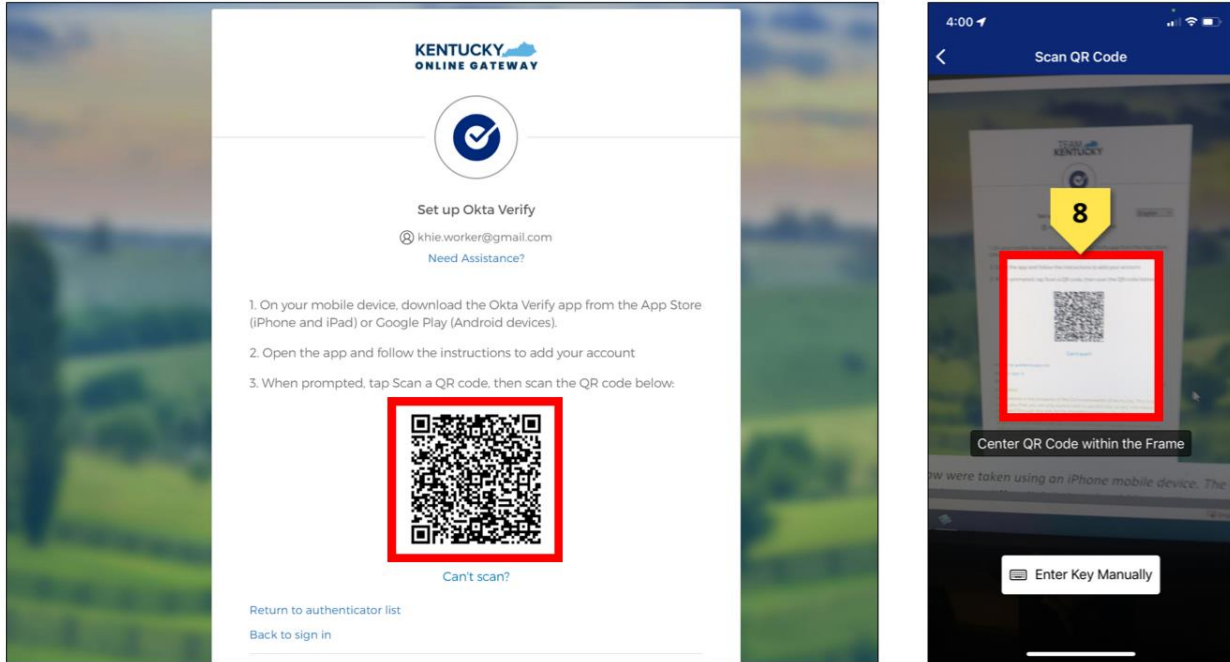 KENTUCKY
ONLINE GATEWAY
Set up Okta Verify
khie.worker@gmail.com
Need Assistance?
1. On your mobile device, download the Okta Verify app from the App Store
(iPhone and iPad) or Google Play (Android devices).
2. Open the app and follow the instructions to add your account
3. When prompted, tap Scan a QR code, then scan the QR code below:
Can't scan?
Return to authenticator list
Back to sign in
4:00
Scan QR Code
TEAM
KENTUCKY
8
Center QR Code within the Frame
ow were taken using an iPhone mobile device. The
Enter Key Manually